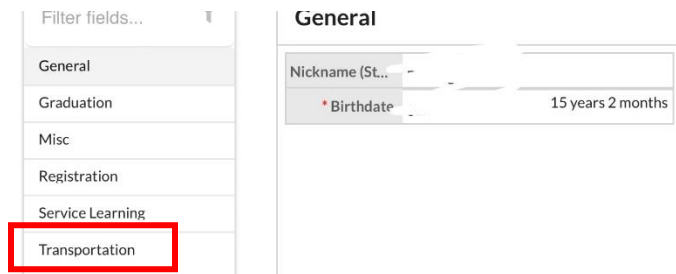 Filter fields...
General
Graduation
Misc
Registration
Service Learning
Transportation
General
Nickname (St...
* Birthdate 15 years 2 months